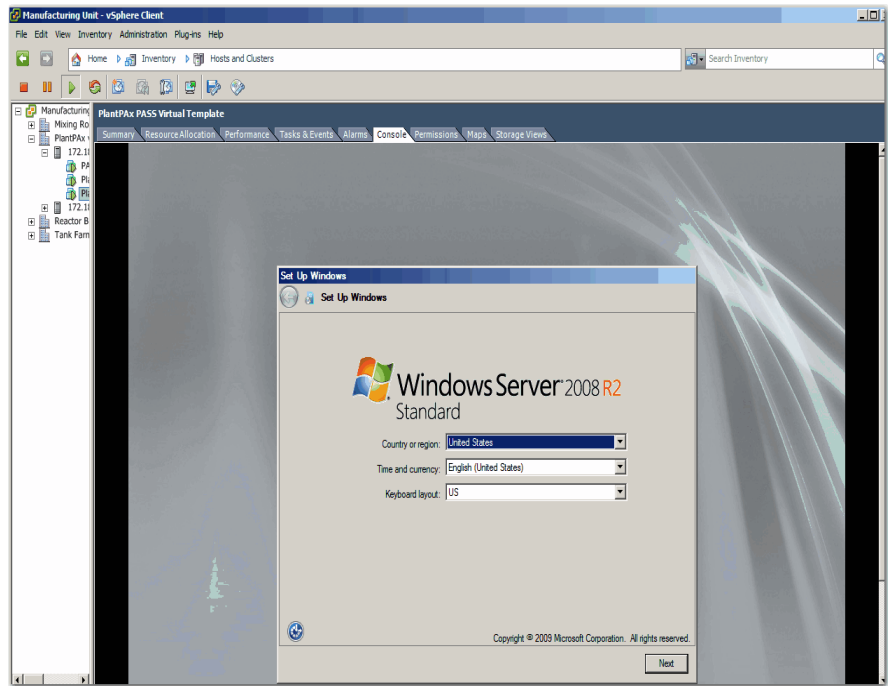 Manufacturing Unit - vSphere Client
File Edit View Inventory Administration Plug-ins Help
Home Inventory Hosts and Clusters
Search Inventory
Manufacturing
Mixing Ro
PlantPAx v
172.18
PA
Pla
Pla
172.18
Reactor B
Tank Farm
PlantPAx PASS Virtual Template
Summary Resource Allocation Performance Tasks & Events Alarms Console Permissions Maps Storage Views
Set Up Windows
Set Up Windows
Windows Server 2008 R2
Standard
Country or region: United States
Time and currency: English (United States)
Keyboard layout: US
Copyright © 2009 Microsoft Corporation. All rights reserved.
Next